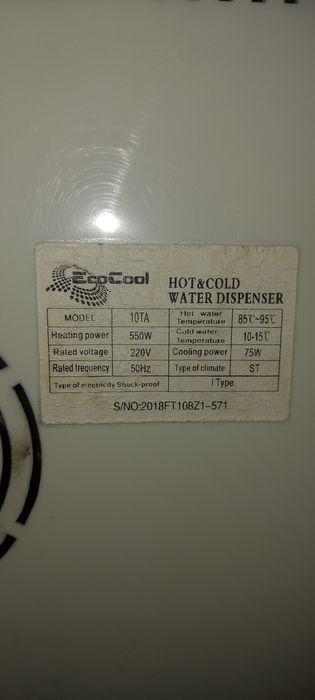 EcoCool
HOT&COLD
WATER DISPENSER
MODEL 10TA Hot water Temperature 85℃~95℃
Heating power 550W Cold water Temperature 10-15℃
Rated voltage 220V Cooling power 75W
Rated frequency 50Hz Type of climate ST
Type of electricity Shock-proof I Type
S/NO:2018FT108Z1-571